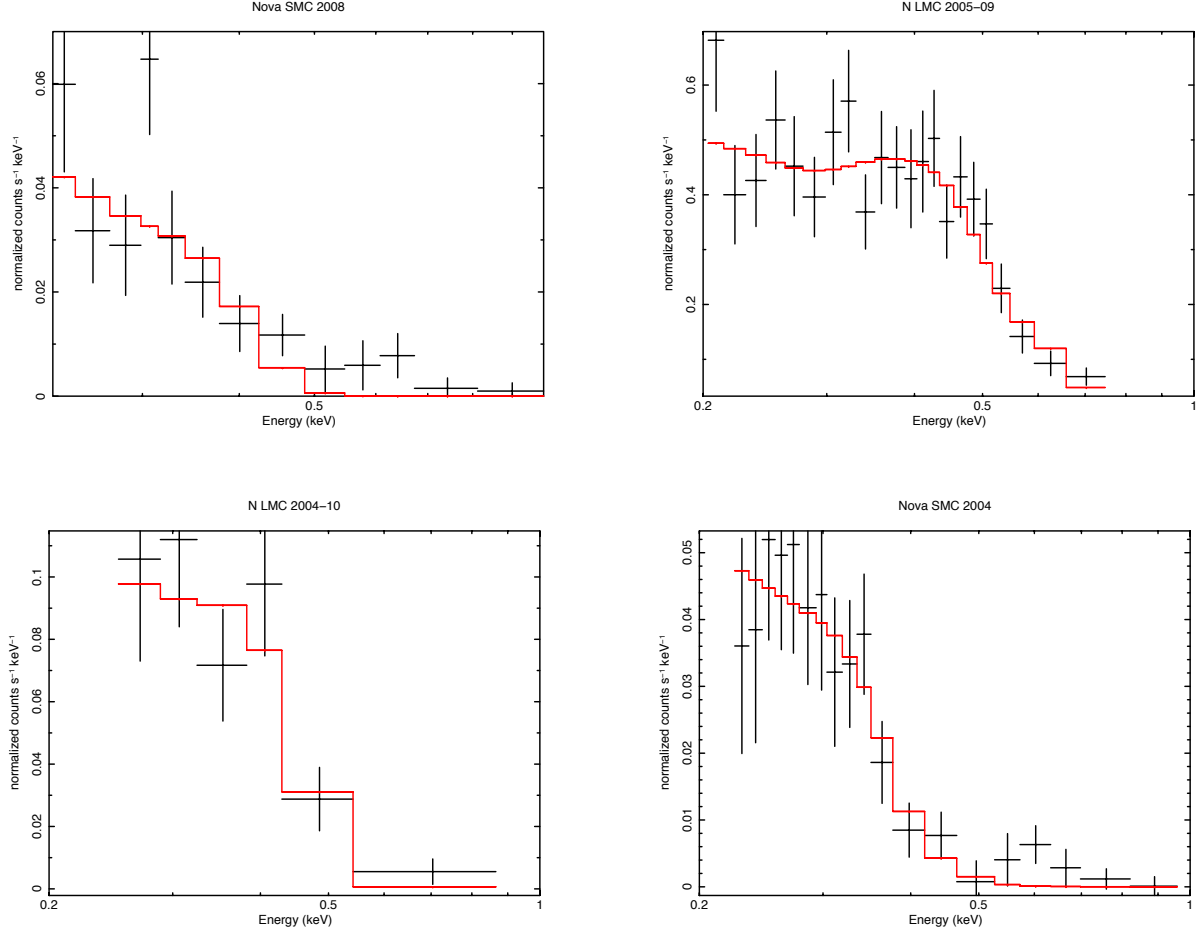 Nova SMC 2008
normalized counts s⁻¹ keV⁻¹
0.06
0.04
0.02
0
0.5
Energy (keV)
N LMC 2005−09
normalized counts s⁻¹ keV⁻¹
0.6
0.4
0.2
0.2
0.5
1
Energy (keV)
N LMC 2004−10
normalized counts s⁻¹ keV⁻¹
0.1
0.08
0.06
0.04
0.02
0
0.2
0.5
1
Energy (keV)
Nova SMC 2004
normalized counts s⁻¹ keV⁻¹
0.05
0.04
0.03
0.02
0.01
0
0.2
0.5
1
Energy (keV)